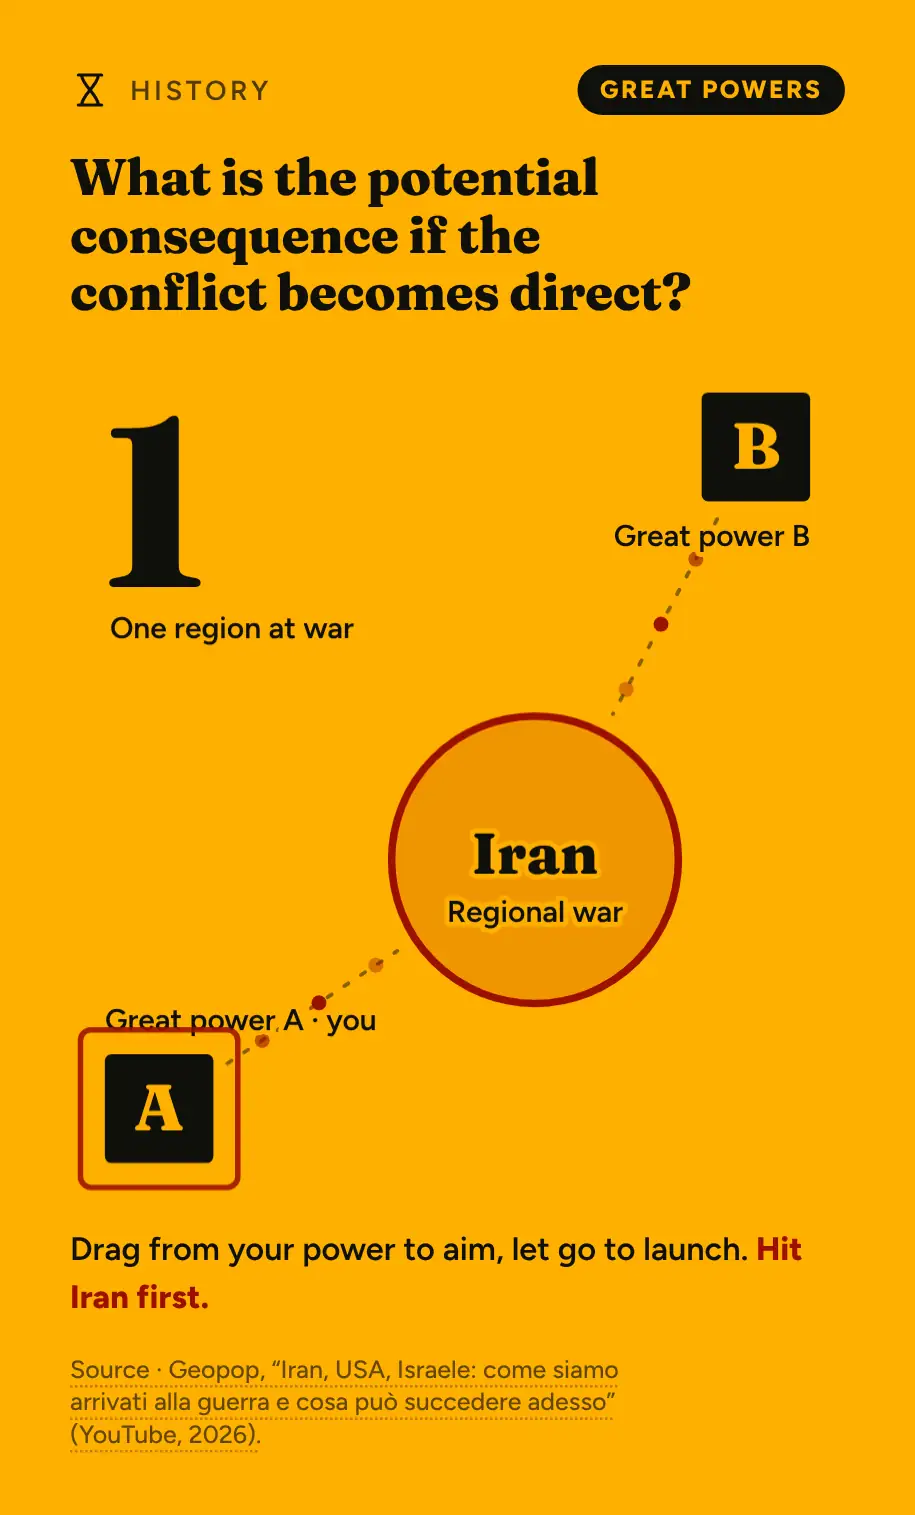 HISTORY
GREAT POWERS
What is the potential
consequence if the
conflict becomes direct?
1
One region at war
B
Great power B
Iran
Regional war
Great power A · you
A
Drag from your power to aim, let go to launch. Hit
Iran first.
Source · Geopop, “Iran, USA, Israele: come siamo
arrivati alla guerra e cosa può succedere adesso”
(YouTube, 2026).